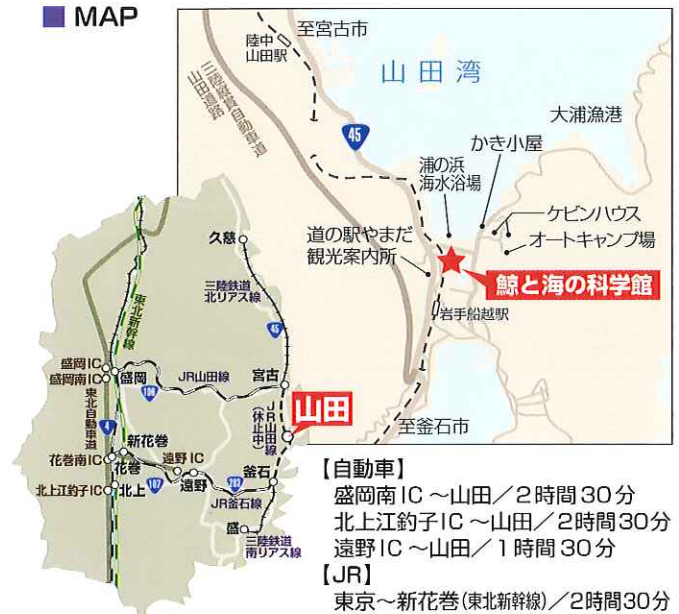 MAP
至宮古市
陸中
山田駅
山田湾
三陸縦貫自動車道
山田道路
45
大浦漁港
かき小屋
浦の浜
海水浴場
ケビンハウス
オートキャンプ場
道の駅やまだ
観光案内所
鯨と海の科学館
岩手船越駅
至釜石市
久慈
三陸鉄道
北リアス線
45
東北新幹線
盛岡IC
盛岡南IC
盛岡
JR山田線
106
宮古
山田
JR山田線
(休止中)
4
東北自動車道
新花巻
花巻南IC
花巻
遠野IC
遠野
釜石
283
107
北上江釣子IC
北上
JR釜石線
盛
三陸鉄道
南リアス線
【自動車】
盛岡南IC～山田／2時間30分
北上江釣子IC～山田／2時間30分
遠野IC～山田／1時間30分
【JR】
東京～新花巻(東北新幹線)／2時間30分